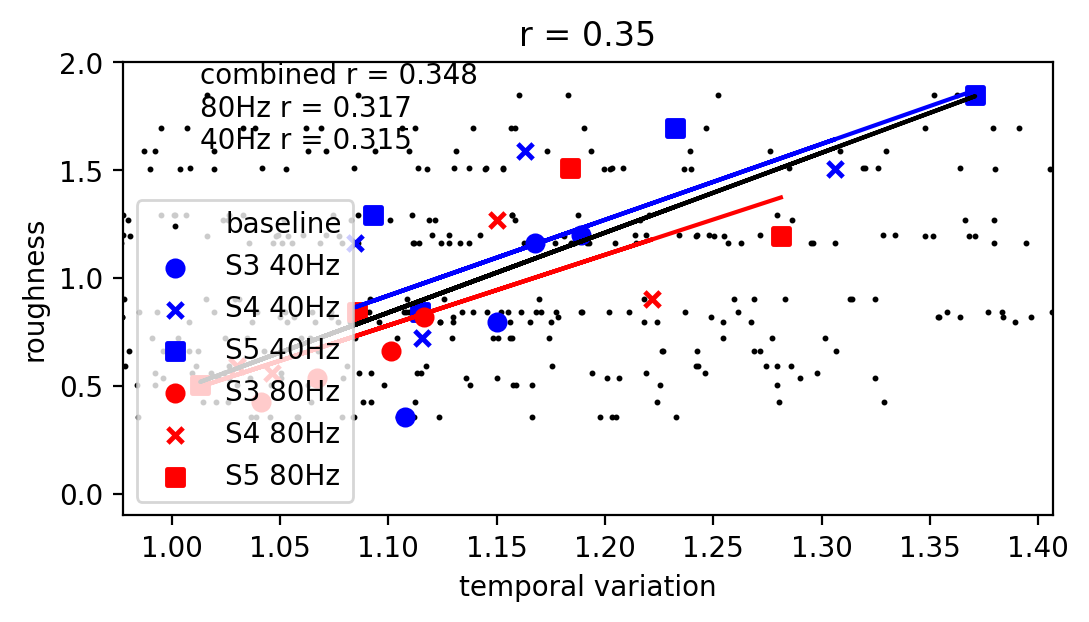 r = 0.35
combined r = 0.348
80Hz r = 0.317
40Hz r = 0.315
roughness
2.0
1.5
1.0
0.5
0.0
baseline
S3 40Hz
S4 40Hz
S5 40Hz
S3 80Hz
S4 80Hz
S5 80Hz
1.00 1.05 1.10 1.15 1.20 1.25 1.30 1.35 1.40
temporal variation